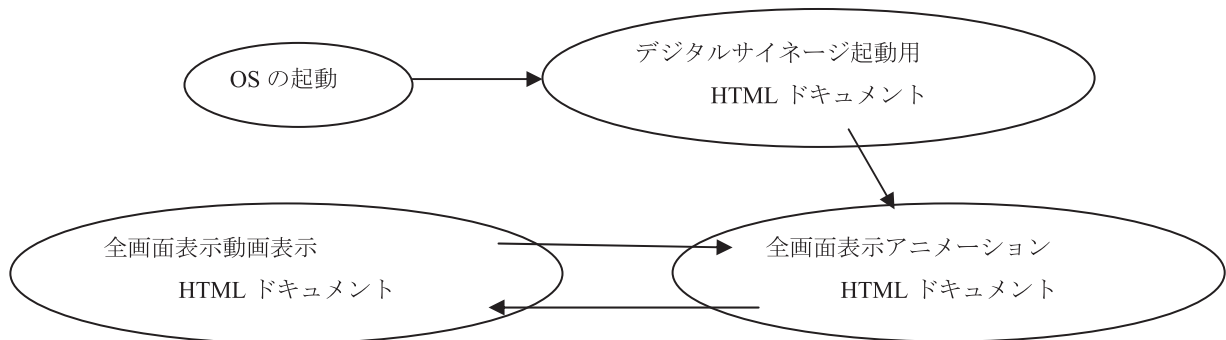 OS の起動
デジタルサイネージ起動用
HTML ドキュメント
全画面表示動画表示
HTML ドキュメント
全画面表示アニメーション
HTML ドキュメント